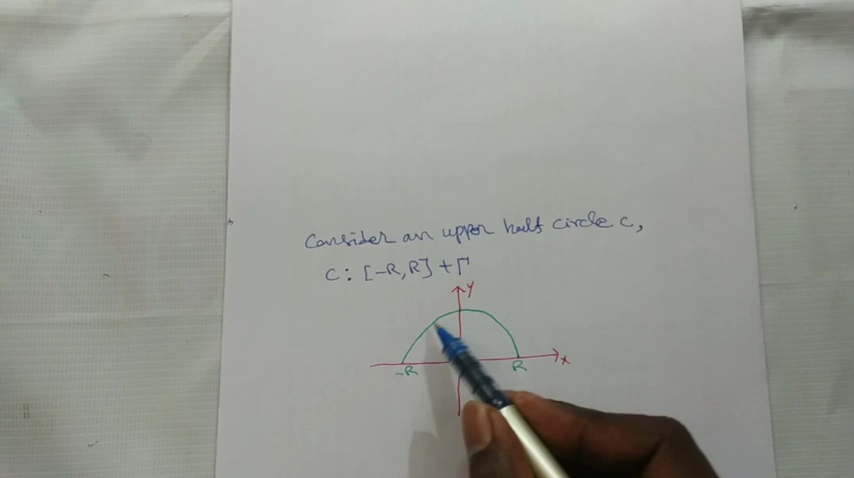 Consider an upper half circle C,
C: [-R, R] + Γ
y
x
-R
R